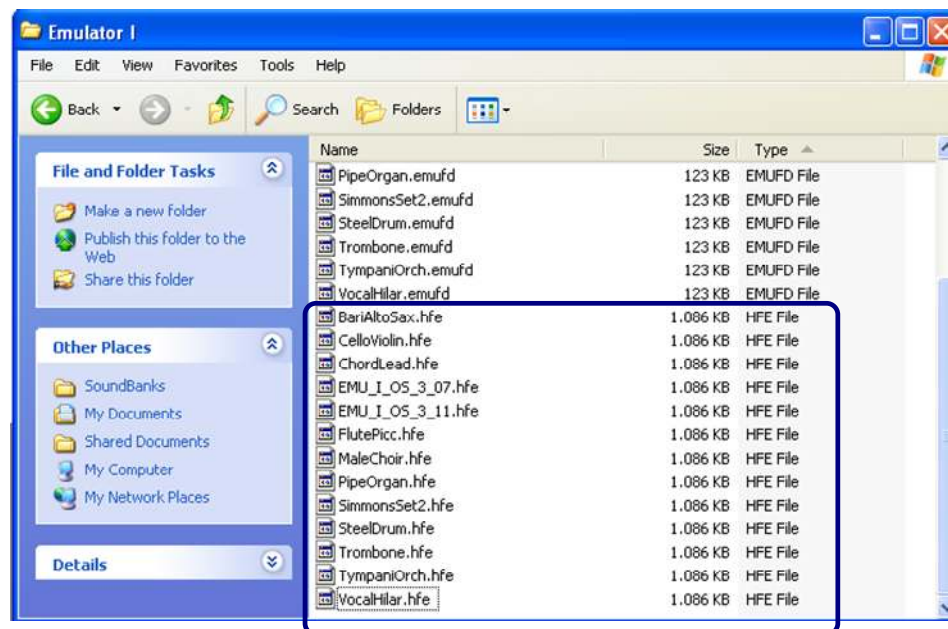 Emulator I
File Edit View Favorites Tools Help
Back Search Folders
File and Folder Tasks
Make a new folder
Publish this folder to the
Web
Share this folder
Other Places
SoundBanks
My Documents
Shared Documents
My Computer
My Network Places
Details
Name Size Type
PipeOrgan.emufd 123 KB EMUFD File
SimmonsSet2.emufd 123 KB EMUFD File
SteelDrum.emufd 123 KB EMUFD File
Trombone.emufd 123 KB EMUFD File
TympaniOrch.emufd 123 KB EMUFD File
VocalHilar.emufd 123 KB EMUFD File
BariAltoSax.hfe 1.086 KB HFE File
CelloViolin.hfe 1.086 KB HFE File
ChordLead.hfe 1.086 KB HFE File
EMU_I_OS_3_07.hfe 1.086 KB HFE File
EMU_I_OS_3_11.hfe 1.086 KB HFE File
FlutePicc.hfe 1.086 KB HFE File
MaleChoir.hfe 1.086 KB HFE File
PipeOrgan.hfe 1.086 KB HFE File
SimmonsSet2.hfe 1.086 KB HFE File
SteelDrum.hfe 1.086 KB HFE File
Trombone.hfe 1.086 KB HFE File
TympaniOrch.hfe 1.086 KB HFE File
VocalHilar.hfe 1.086 KB HFE File